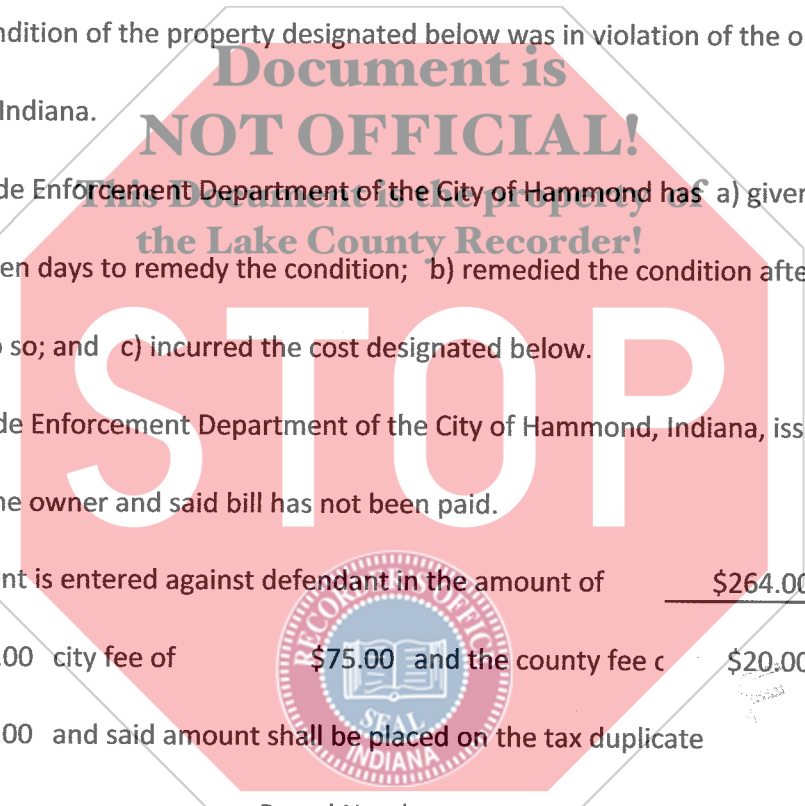 ndition of the property designated below was in violation of the o
Document is
Indiana.
NOT OFFICIAL!
de Enforcement Department of the City of Hammond has a) given
This Document is the property of
the Lake County Recorder!
en days to remedy the condition; b) remedied the condition afte
STOP
so; and c) incurred the cost designated below.
de Enforcement Department of the City of Hammond, Indiana, iss
he owner and said bill has not been paid.
nt is entered against defendant in the amount of $264.00
RECORDER'S OFFICE
.00 city fee of $75.00 and the county fee o $20.00
SEAL
.00 and said amount shall be placed on the tax duplicate
INDIANA